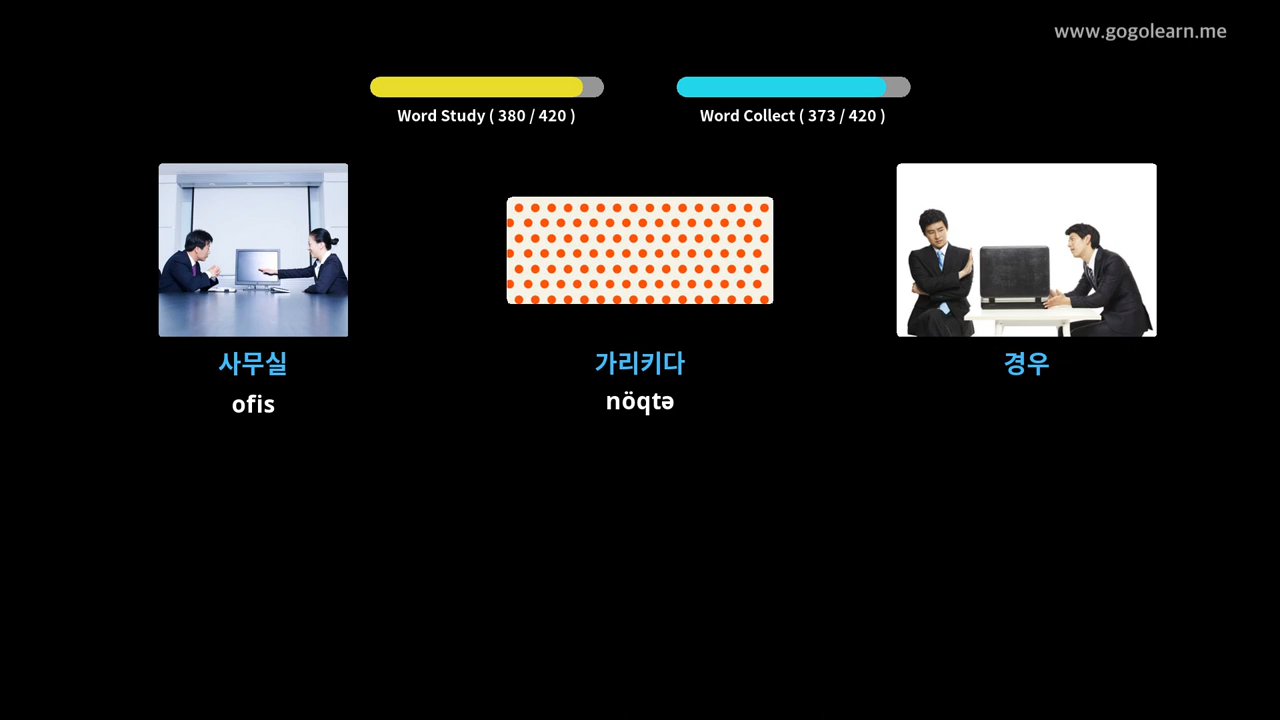 www.gogolearn.me
Word Study ( 380 / 420 )
Word Collect ( 373 / 420 )
사무실
가리키다
경우
ofis
nöqtə